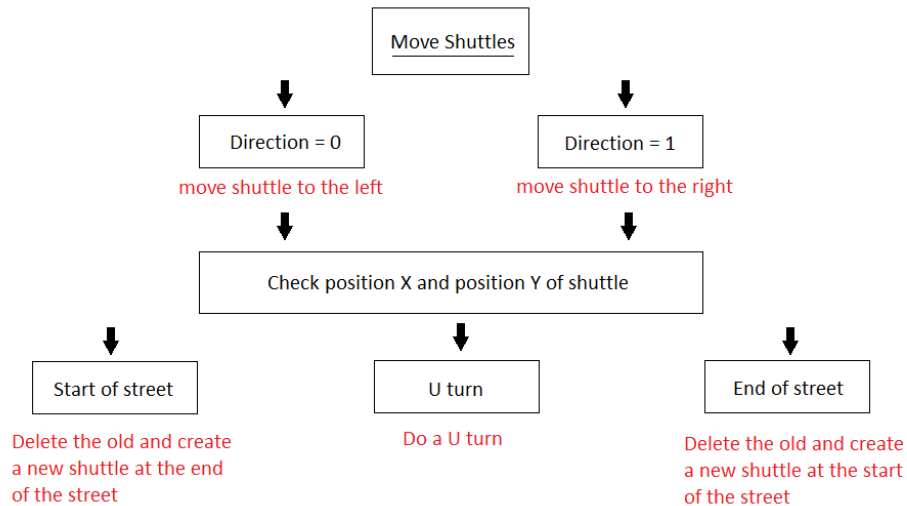 Move Shuttles
Direction = 0
Direction = 1
move shuttle to the left
move shuttle to the right
Check position X and position Y of shuttle
Start of street
U turn
End of street
Delete the old and create
a new shuttle at the end
of the street
Do a U turn
Delete the old and create
a new shuttle at the start
of the street